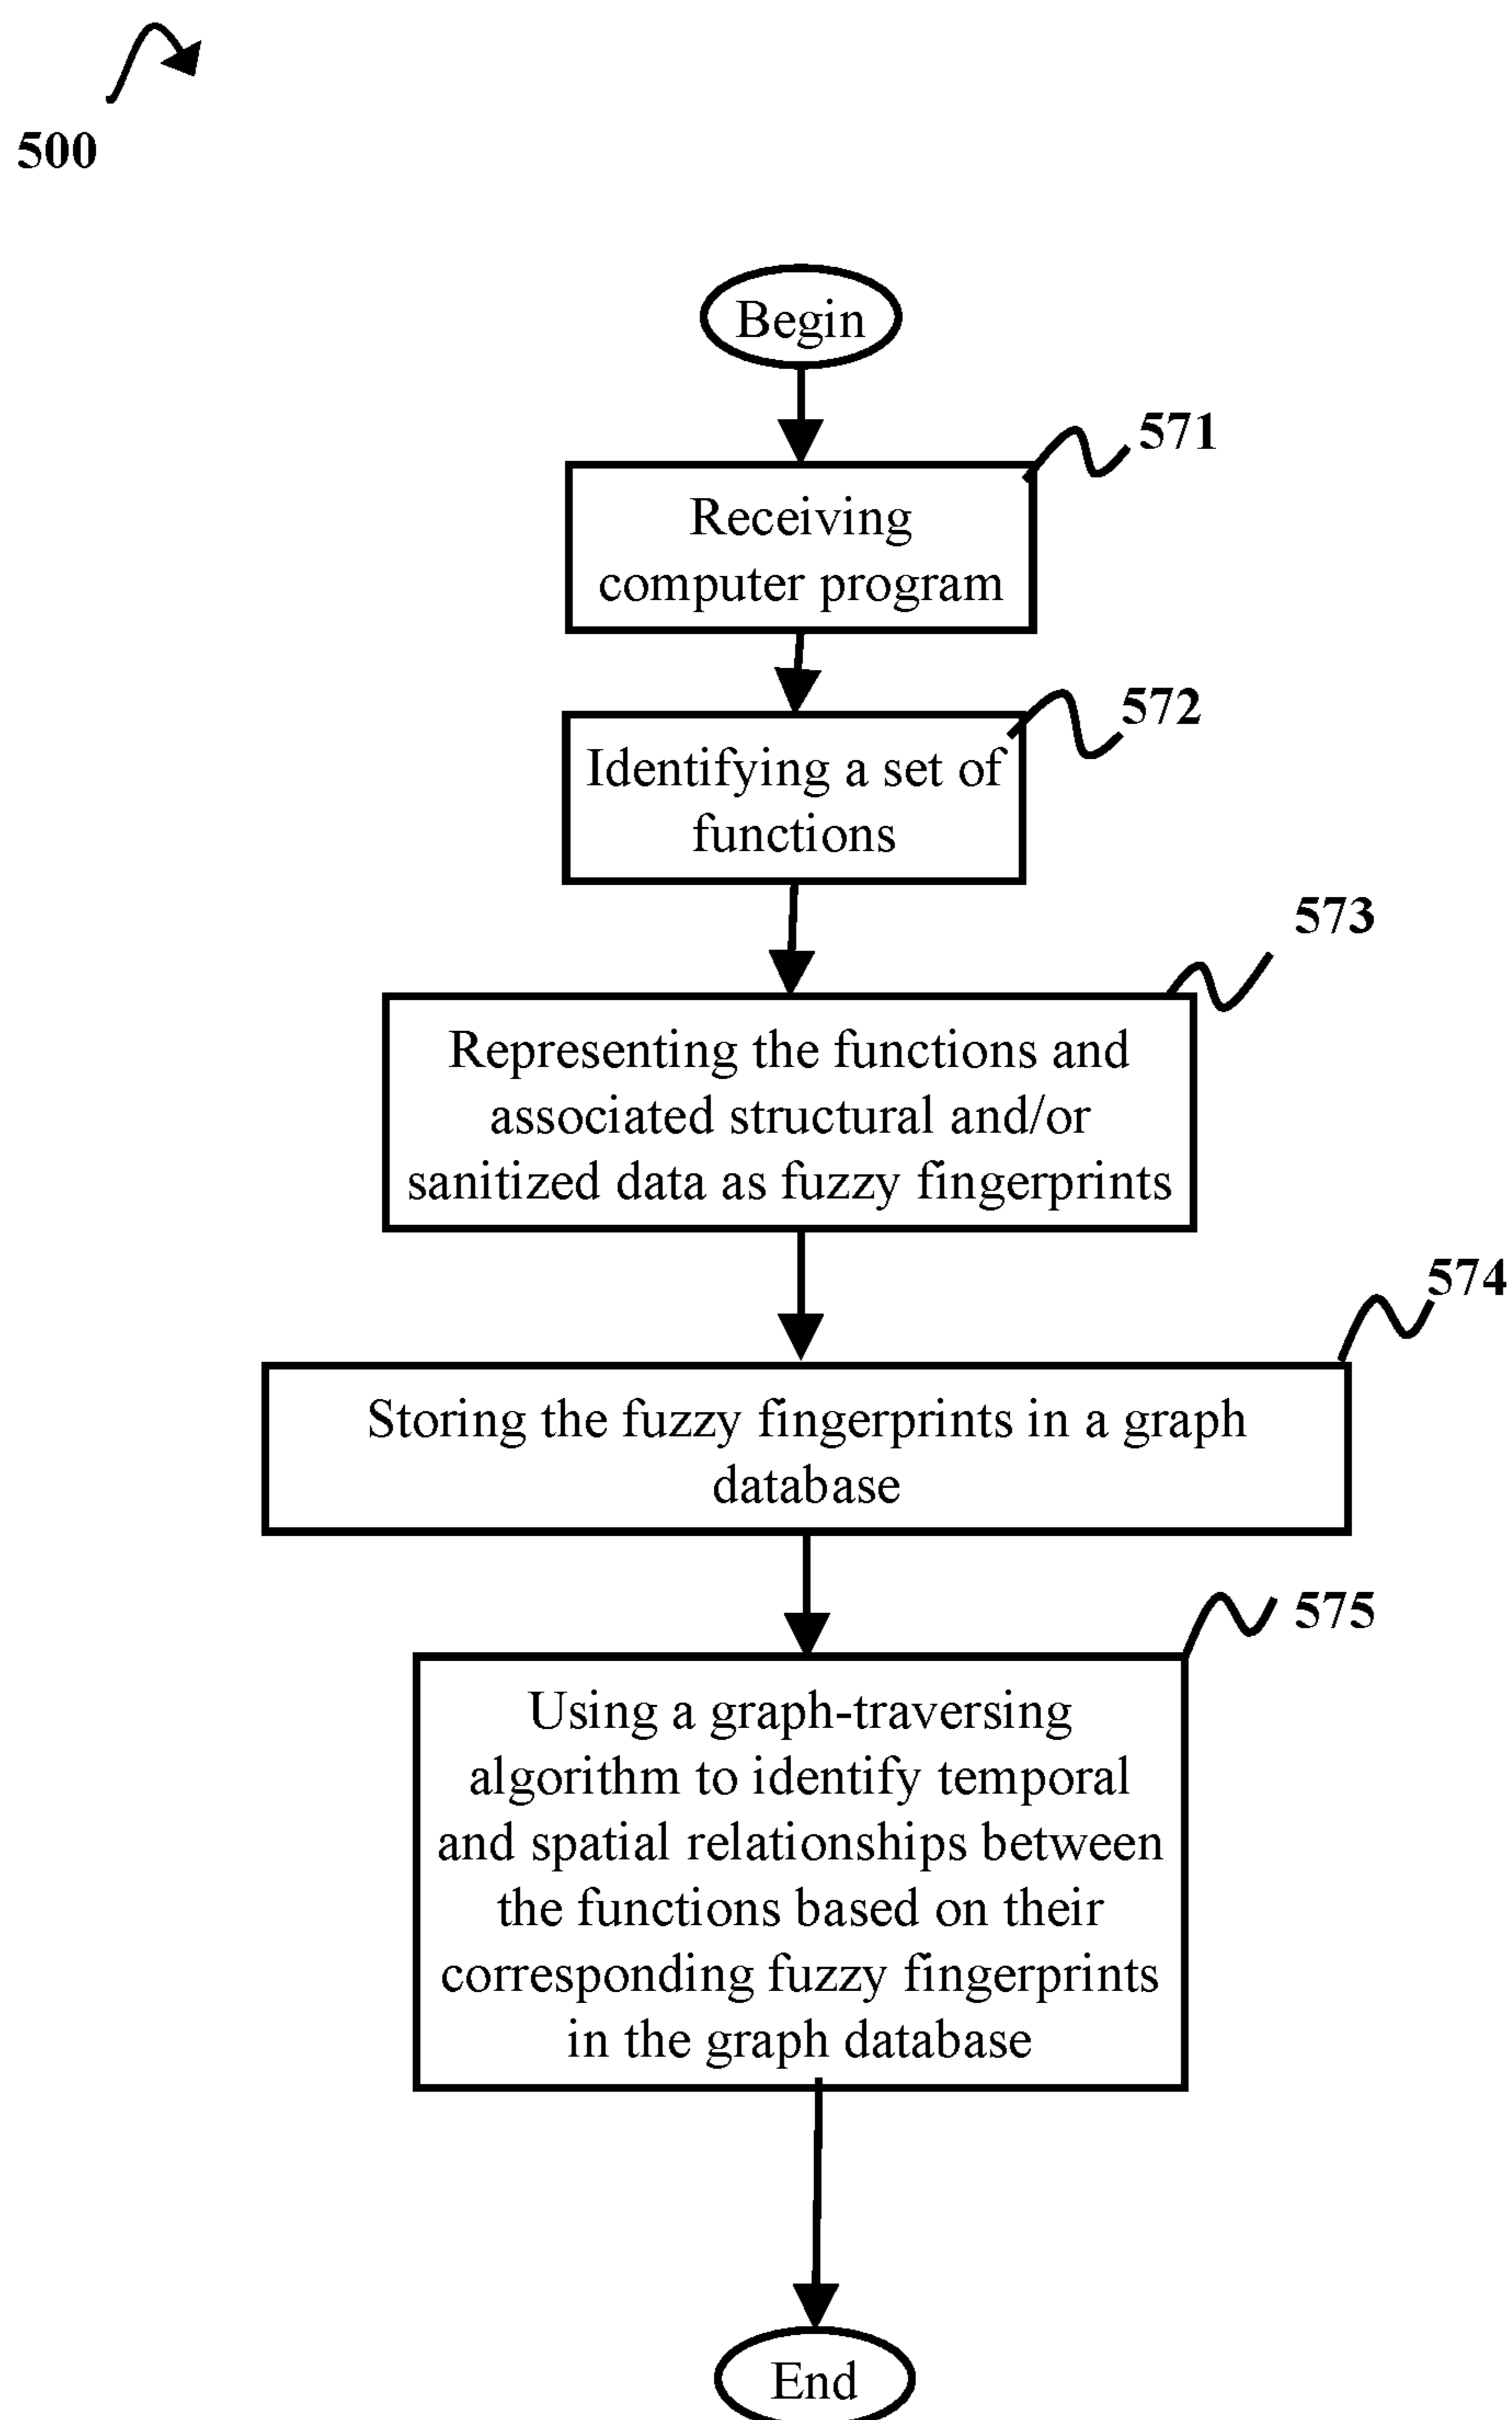 500
Begin
571
Receiving
computer program
572
Identifying a set of
functions
573
Representing the functions and
associated structural and/or
sanitized data as fuzzy fingerprints
574
Storing the fuzzy fingerprints in a graph
database
575
Using a graph-traversing
algorithm to identify temporal
and spatial relationships between
the functions based on their
corresponding fuzzy fingerprints
in the graph database
End